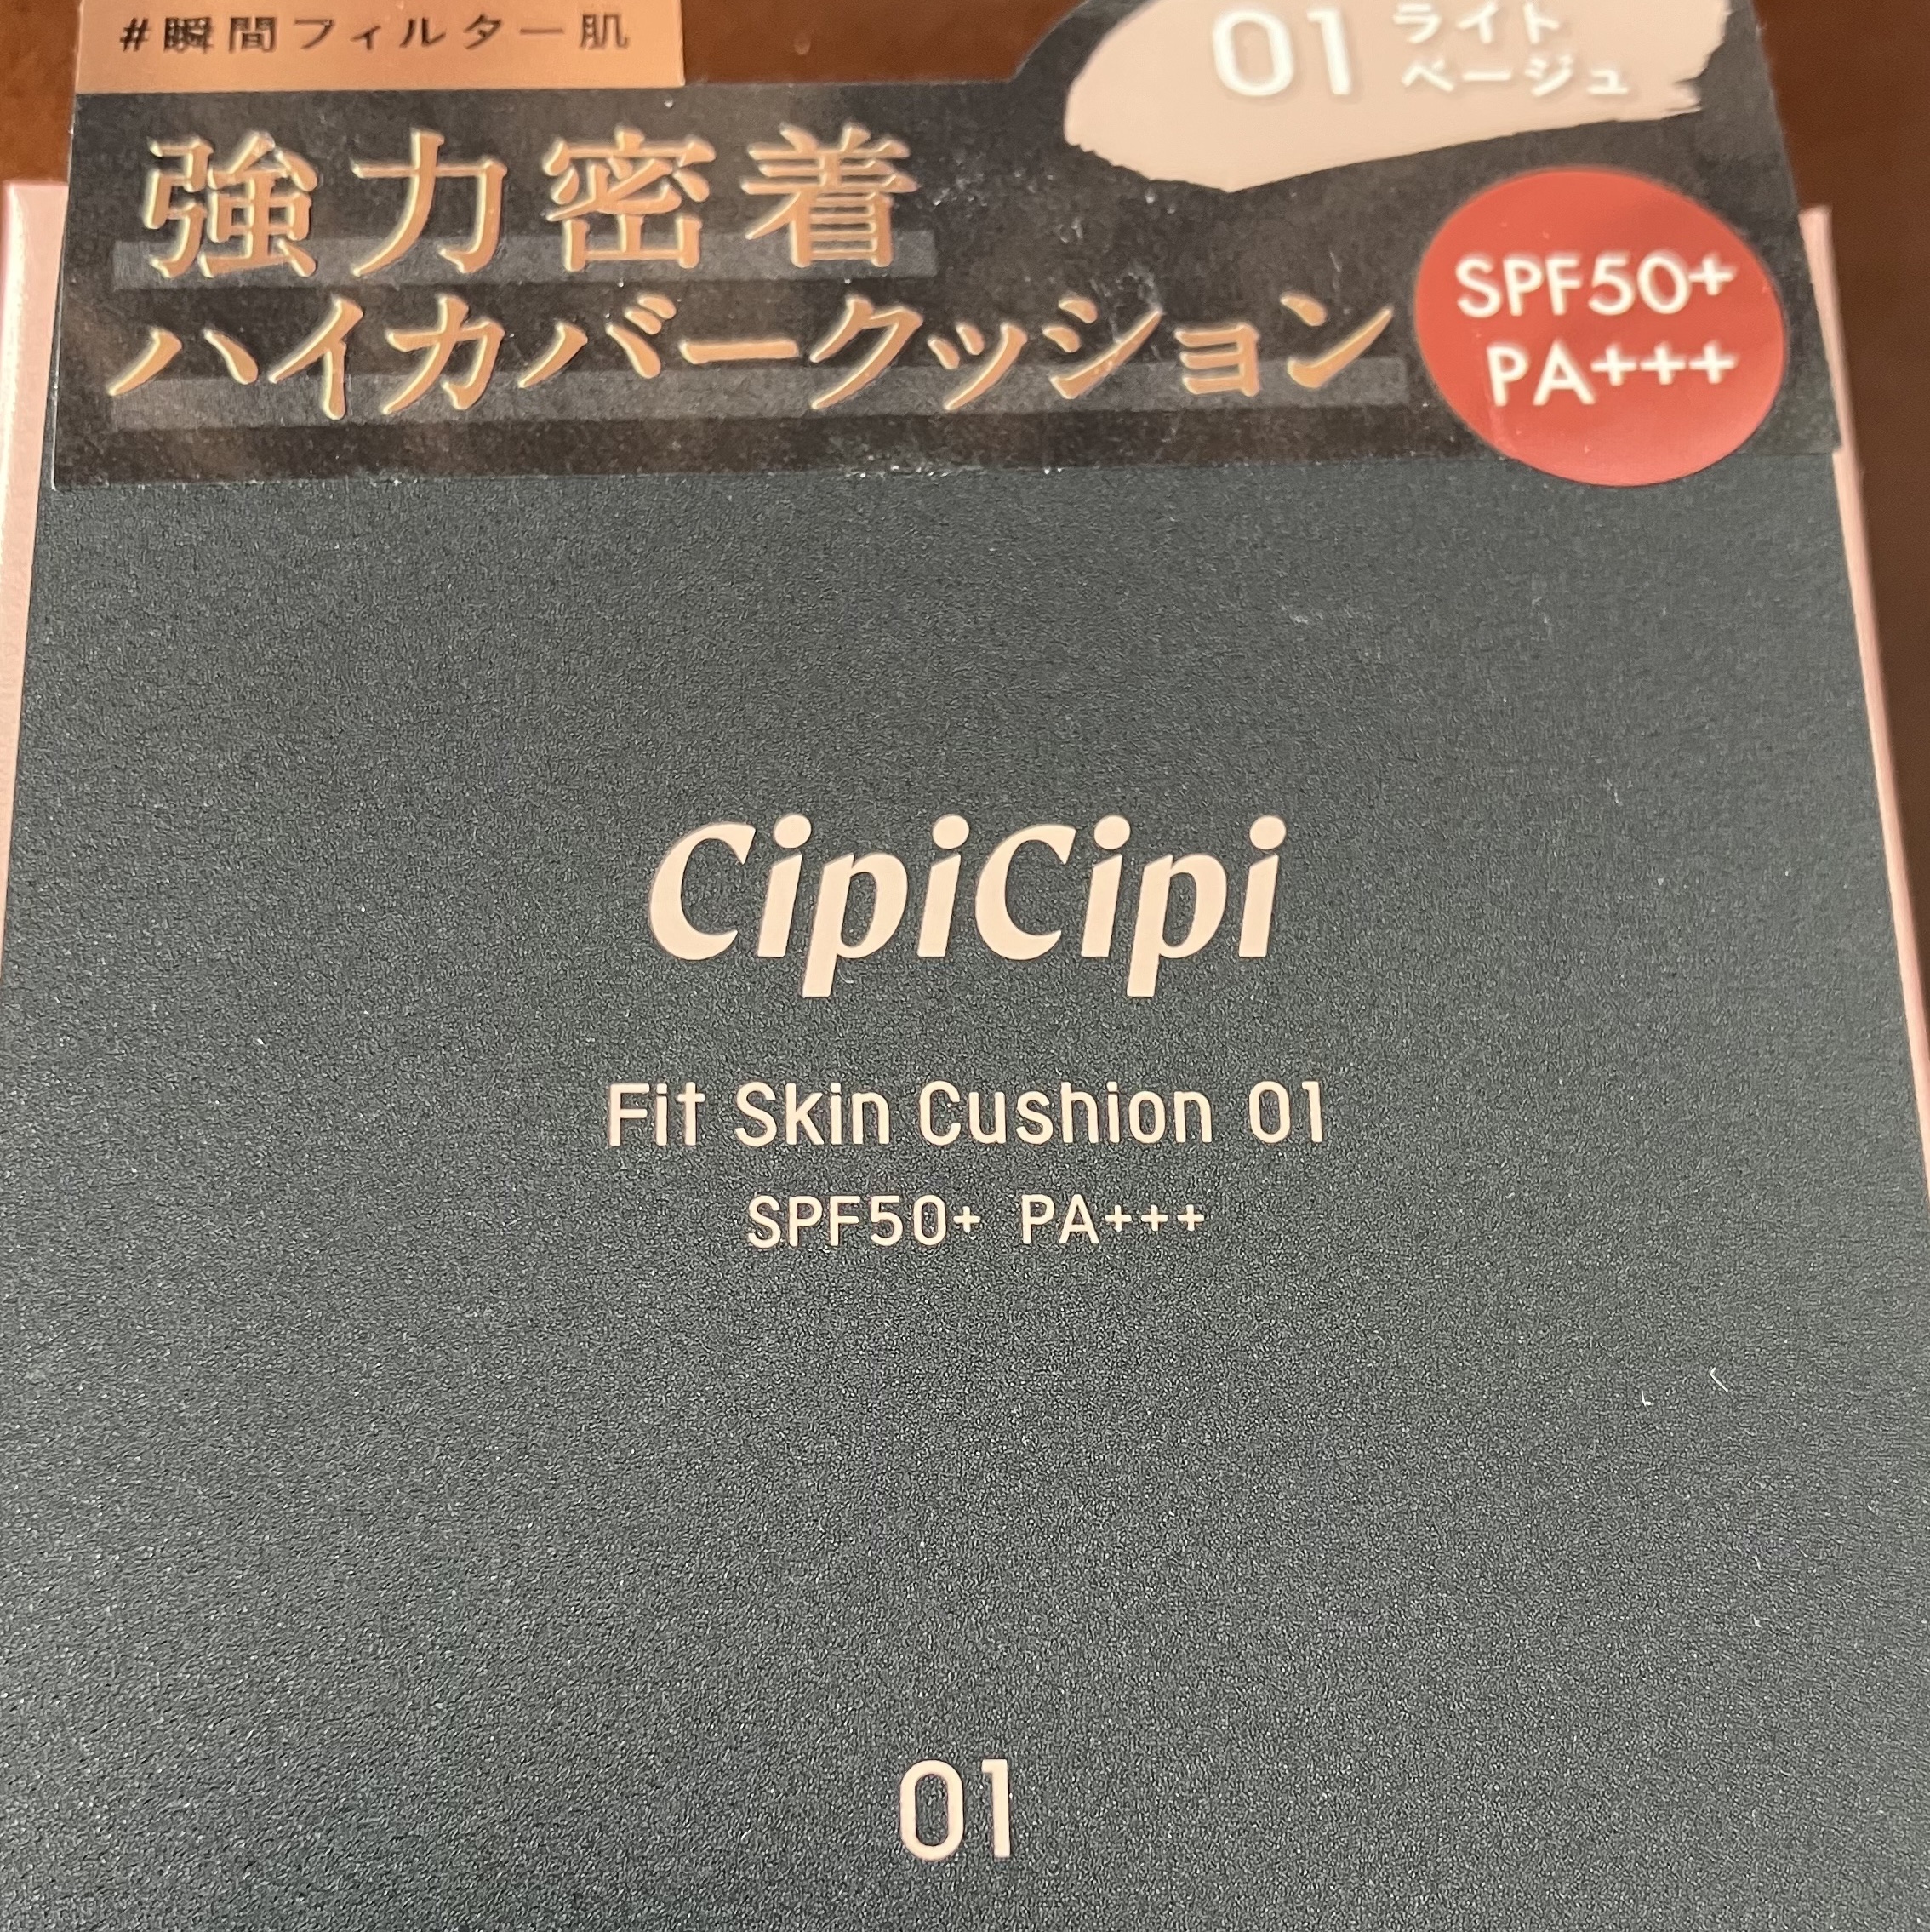 #瞬間フィルター肌
01 ライト
ベージュ
強力密着
ハイカバークッション
SPF50+
PA+++
CipiCipi
Fit Skin Cushion 01
SPF50+ PA+++
01